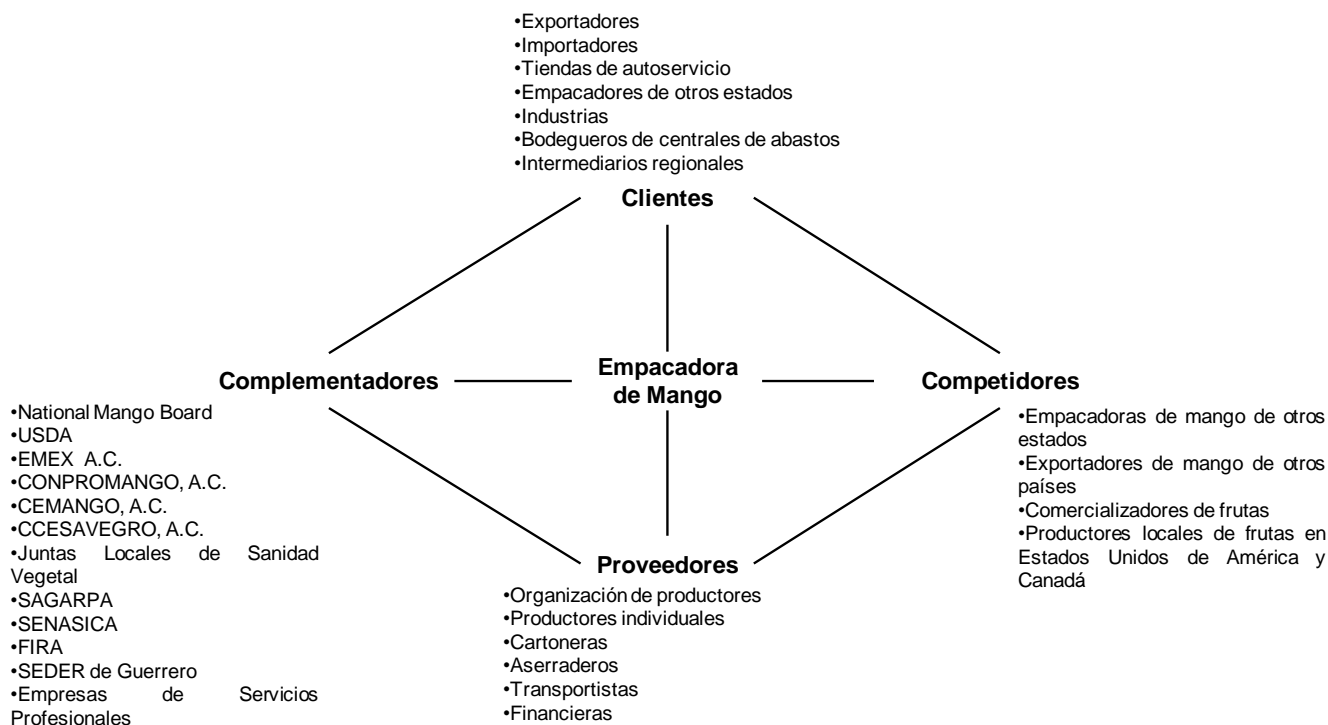 •Exportadores
•Importadores
•Tiendas de autoservicio
•Empacadores de otros estados
•Industrias
•Bodegueros de centrales de abastos
•Intermediarios regionales
Clientes
Complementadores
Empacadora
de Mango
Competidores
•National Mango Board
•USDA
•EMEX A.C.
•CONPROMANGO, A.C.
•CEMANGO, A.C.
•CCESAVEGRO, A.C.
•Juntas Locales de Sanidad
Vegetal
•SAGARPA
•SENASICA
•FIRA
•SEDER de Guerrero
•Empresas de Servicios
Profesionales
•Empacadoras de mango de otros
estados
•Exportadores de mango de otros
países
•Comercializadores de frutas
•Productores locales de frutas en
Estados Unidos de América y
Canadá
Proveedores
•Organización de productores
•Productores individuales
•Cartoneras
•Aserraderos
•Transportistas
•Financieras